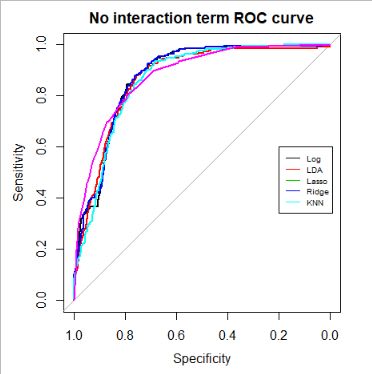 No interaction term ROC curve
Sensitivity
1.0
0.8
0.6
0.4
0.2
0.0
Log
LDA
Lasso
Ridge
KNN
1.0 0.8 0.6 0.4 0.2 0.0
Specificity